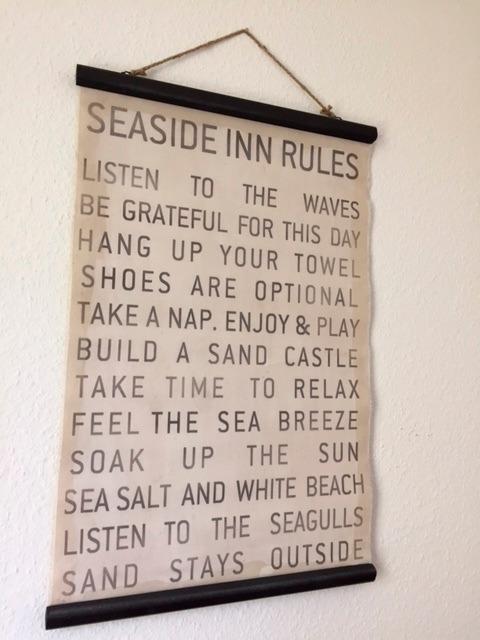 SEASIDE INN RULES
LISTEN TO THE WAVES
BE GRATEFUL FOR THIS DAY
HANG UP YOUR TOWEL
SHOES ARE OPTIONAL
TAKE A NAP. ENJOY & PLAY
BUILD A SAND CASTLE
TAKE TIME TO RELAX
FEEL THE SEA BREEZE
SOAK UP THE SUN
SEA SALT AND WHITE BEACH
LISTEN TO THE SEAGULLS
SAND STAYS OUTSIDE